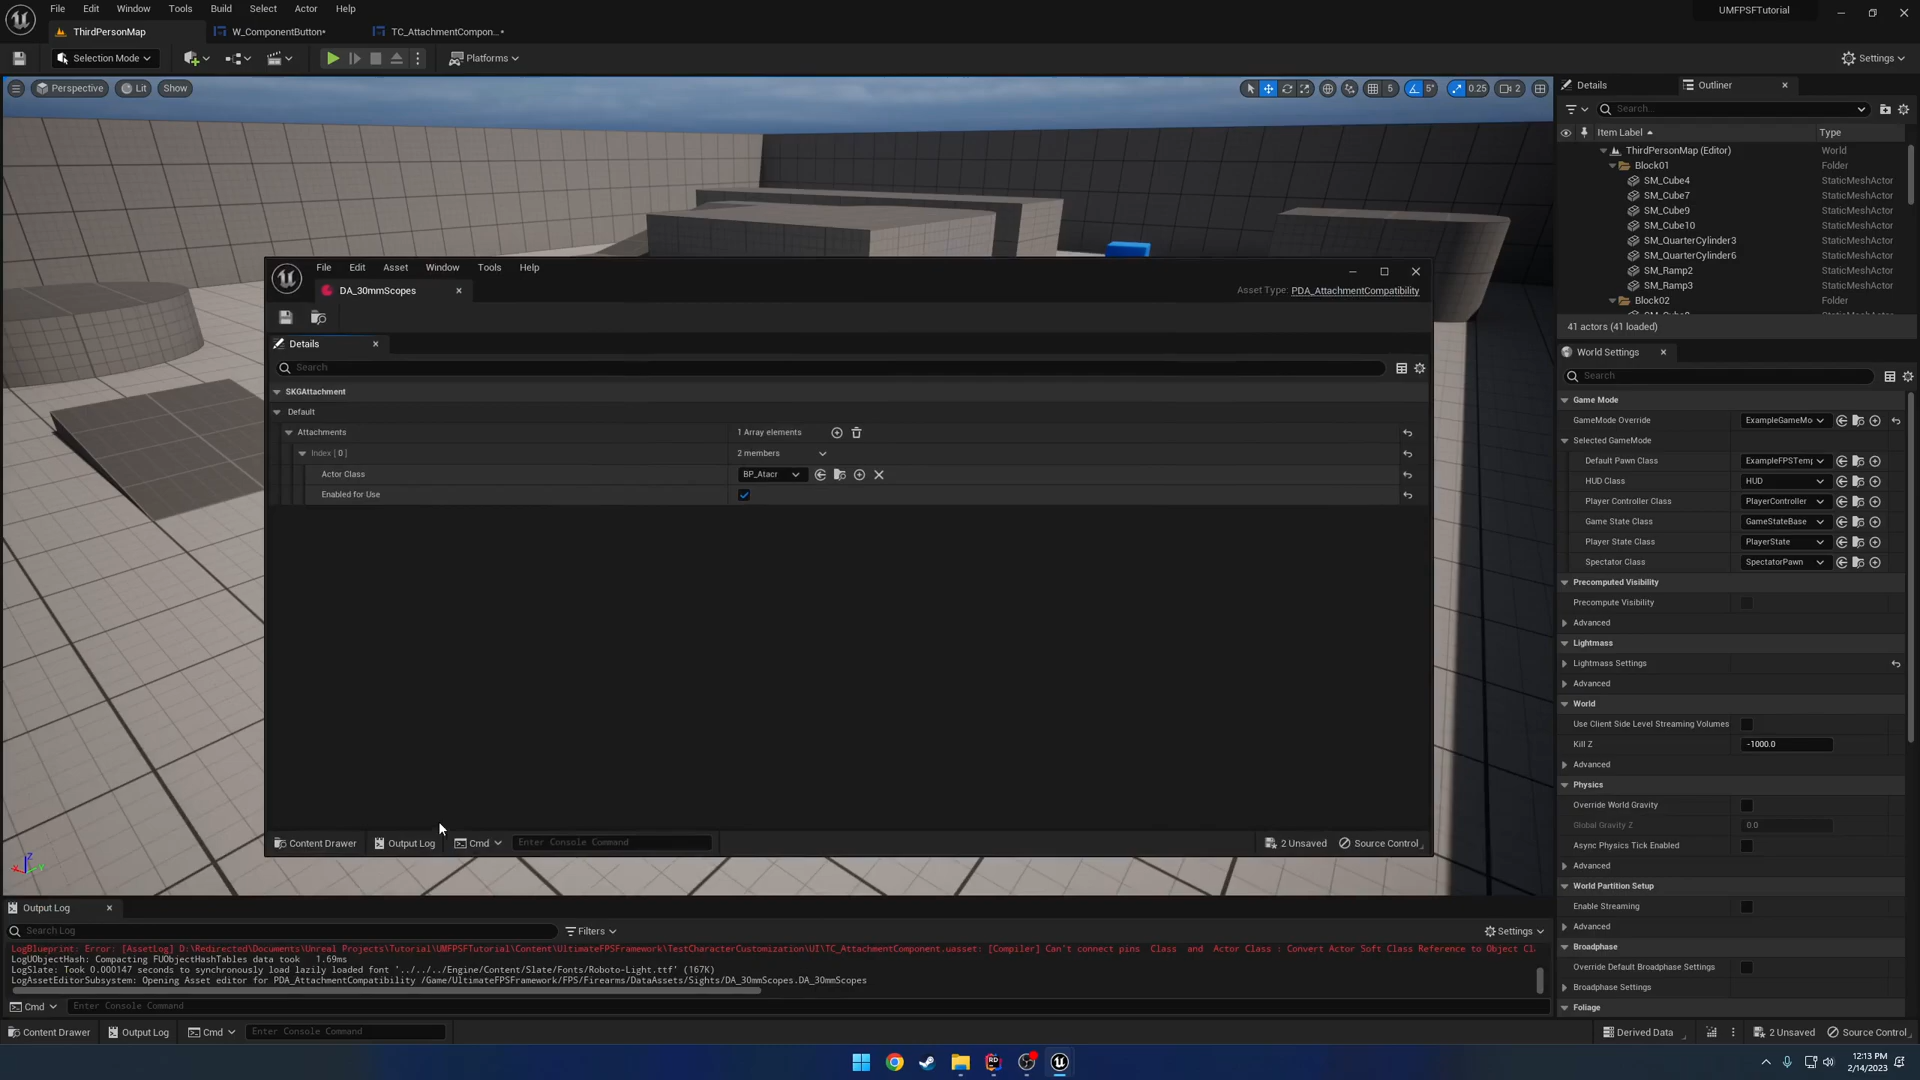 File Edit Window Tools Build Select Actor Help
UMFPSFTutorial
ThirdPersonMap
W_ComponentButton*
TC_AttachmentCompon...*
Selection Mode
Platforms
Settings
Perspective
Lit
Show
5
5°
0.25
2
Details
Outliner
Search...
Item Label
Type
ThirdPersonMap (Editor) World
Block01 Folder
SM_Cube4 StaticMeshActor
SM_Cube7 StaticMeshActor
SM_Cube9 StaticMeshActor
SM_Cube10 StaticMeshActor
SM_QuarterCylinder3 StaticMeshActor
SM_QuarterCylinder6 StaticMeshActor
SM_Ramp2 StaticMeshActor
SM_Ramp3 StaticMeshActor
Block02 Folder
41 actors (41 loaded)
World Settings
Search
Game Mode
GameMode Override ExampleGameMo
Selected GameMode
Default Pawn Class ExampleFPSTemp
HUD Class HUD
Player Controller Class PlayerController
Game State Class GameStateBase
Player State Class PlayerState
Spectator Class SpectatorPawn
Precomputed Visibility
Precompute Visibility
Advanced
Lightmass
Lightmass Settings
Advanced
World
Use Client Side Level Streaming Volumes
Kill Z -1000.0
Advanced
Physics
Override World Gravity
Global Gravity Z 0.0
Async Physics Tick Enabled
Advanced
World Partition Setup
Enable Streaming
Advanced
Broadphase
Override Default Broadphase Settings
Broadphase Settings
Foliage
File Edit Asset Window Tools Help
DA_30mmScopes
Asset Type: PDA_AttachmentCompatibility
Details
Search
SKGAttachment
Default
Attachments 1 Array elements
Index [ 0 ] 2 members
Actor Class BP_Atacr
Enabled for Use
Content Drawer
Output Log
Cmd
Enter Console Command
2 Unsaved
Source Control
Output Log
Search Log
Filters
Settings
LogBlueprint: Error: [AssetLog] D:\Redirected\Documents\Unreal Projects\Tutorial\UMFPSFTutorial\Content\UltimateFPSFramework\TestCharacterCustomization\UI\TC_AttachmentComponent.uasset: [Compiler] Can't connect pins  Class  and  Actor Class : Convert Actor Soft Class Reference to Object Cl
LogUObjectHash: Compacting FUObjectHashTables data took   1.69ms
LogSlate: Took 0.000147 seconds to synchronously load lazily loaded font '../../../Engine/Content/Slate/Fonts/Roboto-Light.ttf' (167K)
LogAssetEditorSubsystem: Opening Asset editor for PDA_AttachmentCompatibility /Game/UltimateFPSFramework/FPS/Firearms/DataAssets/Sights/DA_30mmScopes.DA_30mmScopes
Cmd
Enter Console Command
Content Drawer
Output Log
Cmd
Enter Console Command
Derived Data
2 Unsaved
Source Control
RD
12:13 PM
2/14/2023